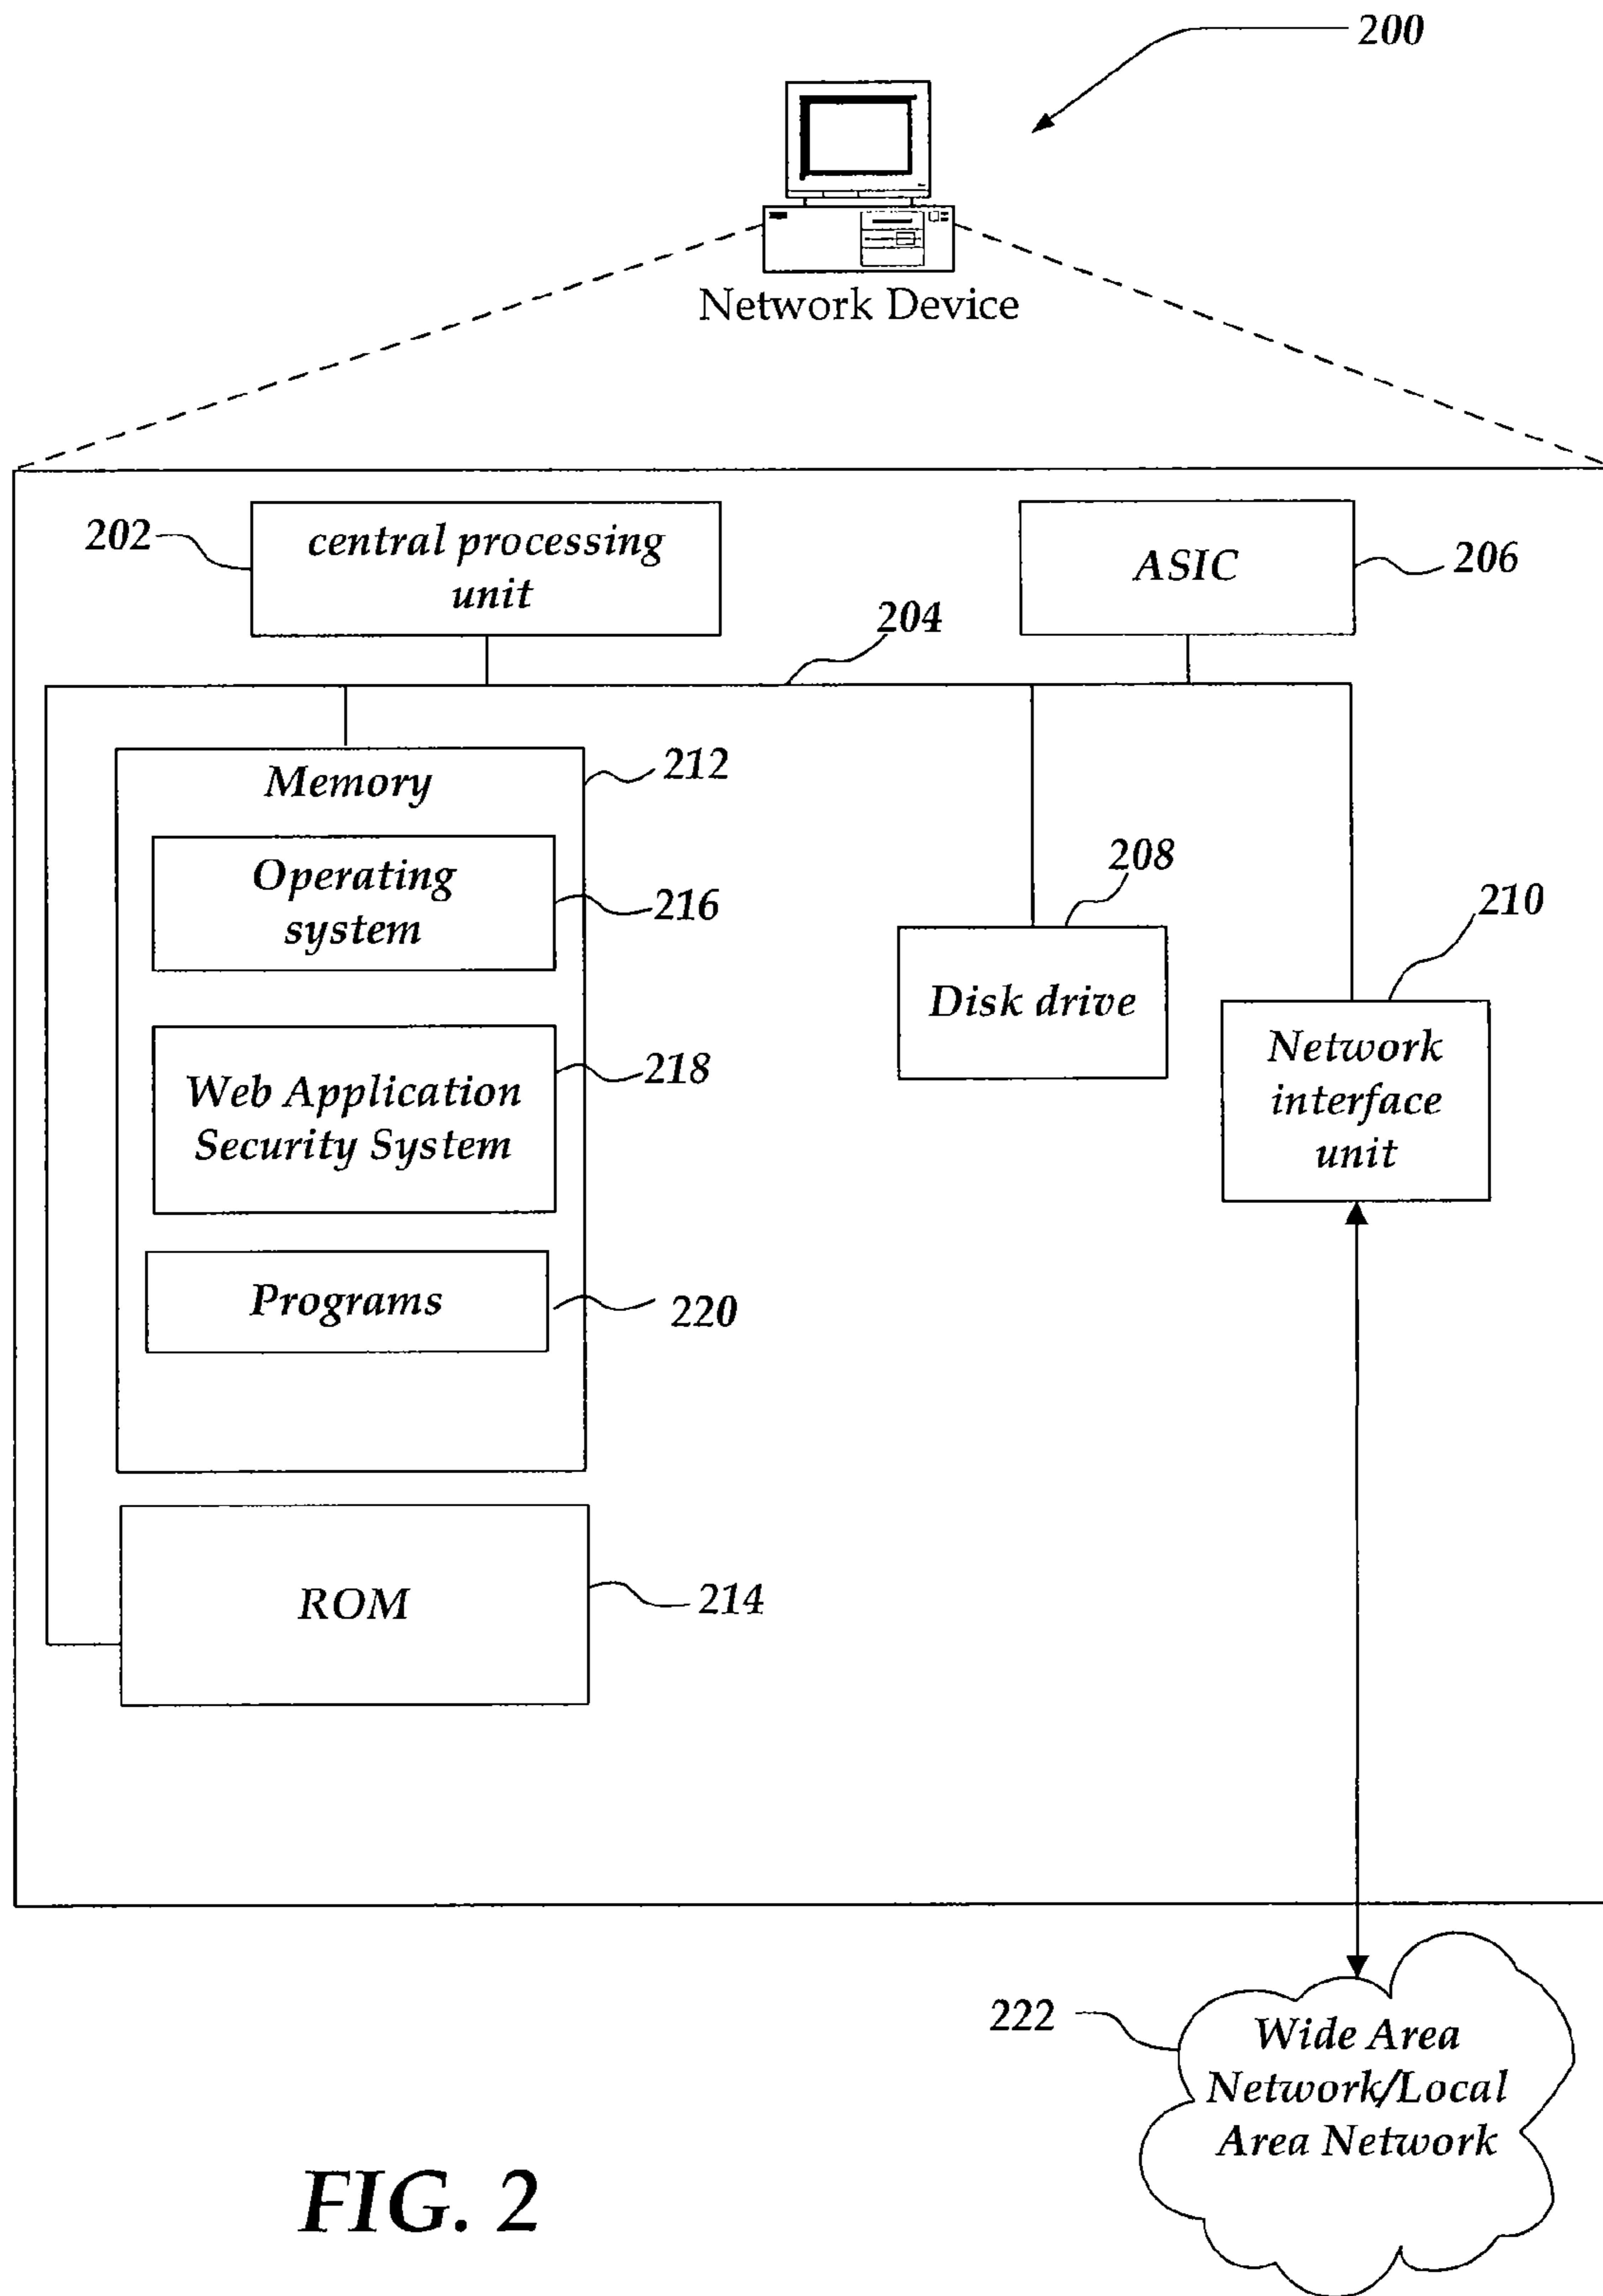 200
Network Device
202
central processing
unit
ASIC
206
204
Memory
212
Operating
system
216
208
210
Disk drive
Web Application
Security System
218
Network
interface
unit
Programs
220
ROM
214
222
Wide Area
Network/Local
Area Network
FIG. 2